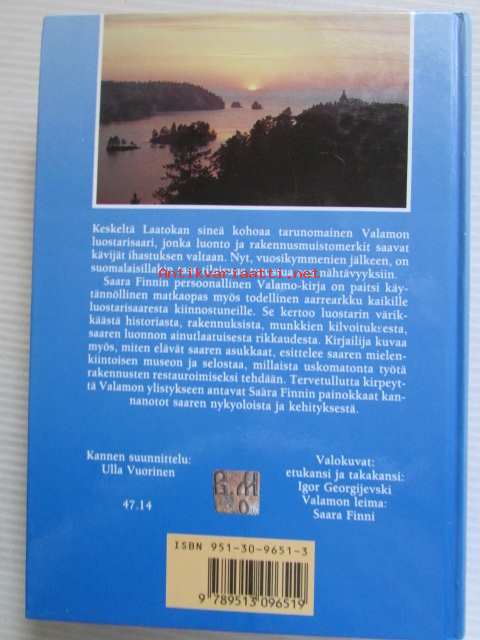 Keskeltä Laatokan sineä kohoaa tarunomainen Valamon
luostarisaari, jonka luonto ja rakennusmuistomerkit saavat
kävijät ihastuksen valtaan. Nyt, vuosikymmenien jälkeen, on
suomalaisilla nähtävyyksiin.
Antikvariaatti.net
Saara Finnin persoonallinen Valamo-kirja on paitsi käy-
tännöllinen matkaopas myös todellinen aarrearkku kaikille
luostarisaaresta kiinnostuneille. Se kertoo luostarin värik-
käästä historiasta, rakennuksista, munkkien kilvoituksesta,
saaren luonnon ainutlaatuisesta rikkaudesta. Kirjailija kuvaa
myös, miten elävät saaren asukkaat, esittelee saaren mielen-
kiintoisen museon ja selostaa, millaista uskomatonta työtä
rakennusten restauroimiseksi tehdään. Tervetullutta kirpeyt-
tä Valamon ylistykseen antavat Saara Finnin painokkaat kan-
nanotot saaren nykyoloista ja kehityksestä.
Kannen suunnittelu:
Ulla Vuorinen
47.14
Valokuvat:
etukansi ja takakansi:
Igor Georgijevski
Valamon leima:
Saara Finni
ISBN 951-30-9651-3
9 789513 096519